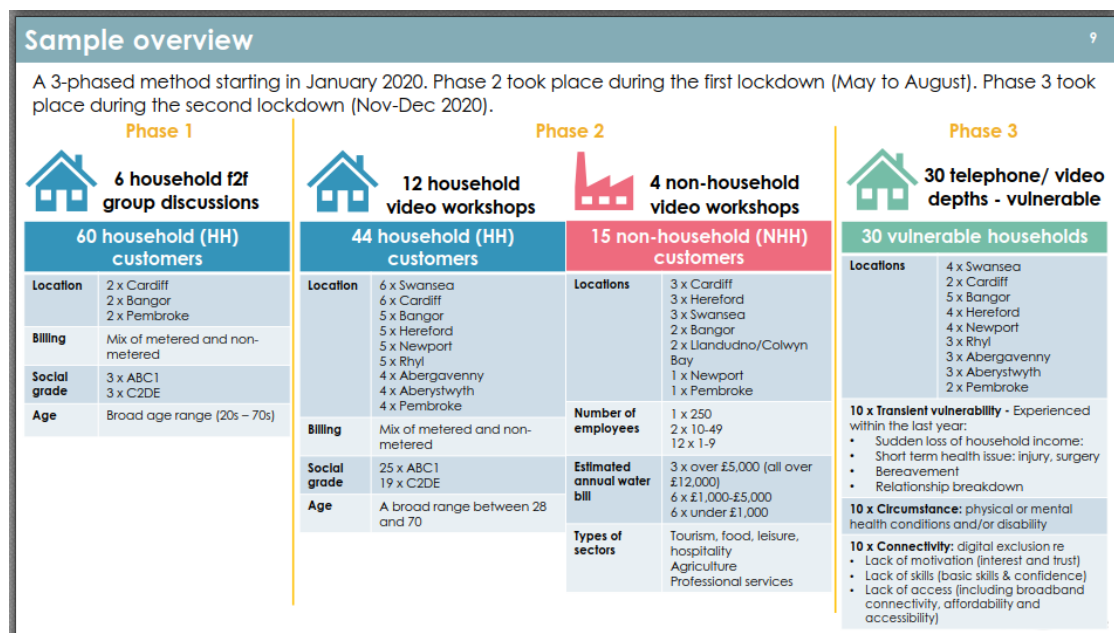 Sample overview
9
A 3-phased method starting in January 2020. Phase 2 took place during the first lockdown (May to August). Phase 3 took
place during the second lockdown (Nov-Dec 2020).
Phase 1
6 household f2f
group discussions
60 household (HH)
customers
Location
2 x Cardiff
2 x Bangor
2 x Pembroke
Billing
Mix of metered and non-
metered
Social
grade
3 x ABC1
3 x C2DE
Age
Broad age range (20s – 70s)
Phase 2
12 household
video workshops
44 household (HH)
customers
Location
6 x Swansea
6 x Cardiff
5 x Bangor
5 x Hereford
5 x Newport
5 x Rhyl
4 x Abergavenny
4 x Aberystwyth
4 x Pembroke
Billing
Mix of metered and non-
metered
Social
grade
25 x ABC1
19 x C2DE
Age
A broad range between 28
and 70
4 non-household
video workshops
15 non-household (NHH)
customers
Locations
3 x Cardiff
3 x Hereford
3 x Swansea
2 x Bangor
2 x Llandudno/Colwyn
Bay
1 x Newport
1 x Pembroke
Number of
employees
1 x 250
2 x 10-49
12 x 1-9
Estimated
annual water
bill
3 x over £5,000 (all over
£12,000)
6 x £1,000-£5,000
6 x under £1,000
Types of
sectors
Tourism, food, leisure,
hospitality
Agriculture
Professional services
Phase 3
30 telephone/ video
depths - vulnerable
30 vulnerable households
Locations
4 x Swansea
2 x Cardiff
5 x Bangor
4 x Hereford
4 x Newport
3 x Rhyl
3 x Abergavenny
3 x Aberystwyth
2 x Pembroke
10 x Transient vulnerability - Experienced
within the last year:
• Sudden loss of household income:
• Short term health issue: injury, surgery
• Bereavement
• Relationship breakdown
10 x Circumstance: physical or mental
health conditions and/or disability
10 x Connectivity: digital exclusion re
• Lack of motivation (interest and trust)
• Lack of skills (basic skills & confidence)
• Lack of access (including broadband
connectivity, affordability and
accessibility)